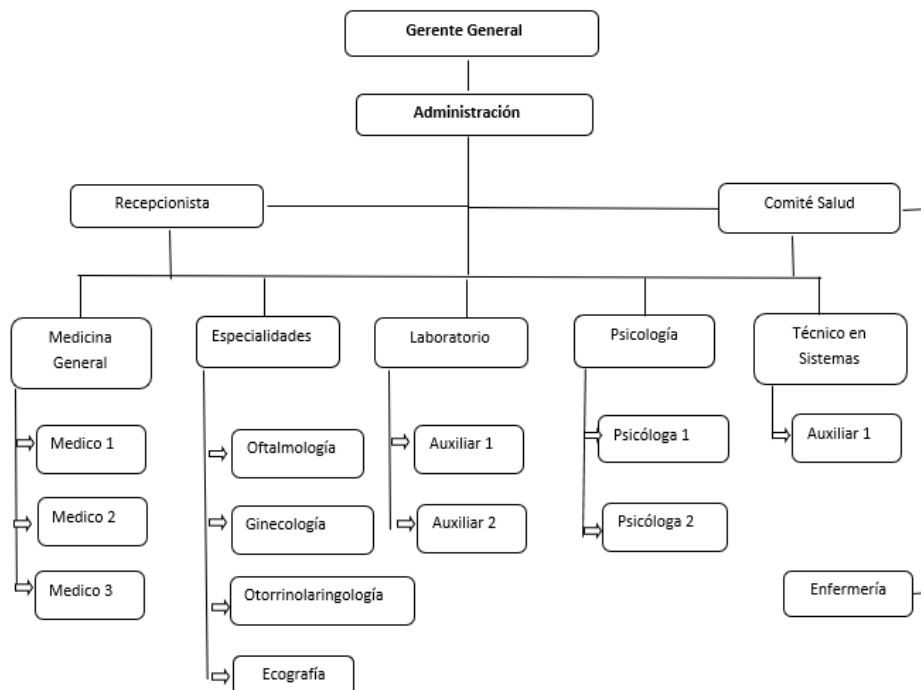 Gerente General
Administración
Recepcionista
Comité Salud
Medicina
General
Especialidades
Laboratorio
Psicología
Técnico en
Sistemas
Medico 1
Medico 2
Medico 3
Oftalmología
Ginecología
Otorrinolaringología
Ecografía
Auxiliar 1
Auxiliar 2
Psicóloga 1
Psicóloga 2
Auxiliar 1
Enfermería